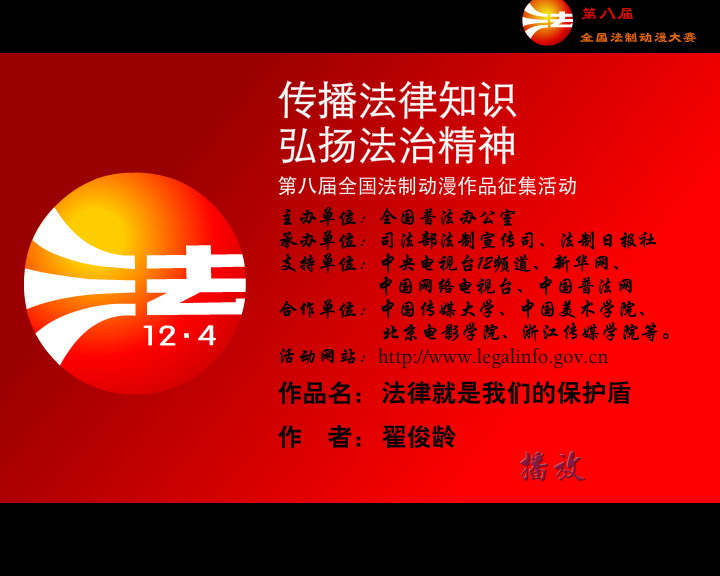 第八届
全国法制动漫大赛
传播法律知识
弘扬法治精神
第八届全国法制动漫作品征集活动
主办单位：全国普法办公室
承办单位：司法部法制宣传司、法制日报社
支持单位：中央电视台12频道、新华网、
中国网络电视台、中国普法网
合作单位：中国传媒大学、中国美术学院、
北京电影学院、浙江传媒学院等。
活动网站：http://www.legalinfo.gov.cn
法
12·4
作品名：法律就是我们的保护盾
作　者：翟俊龄
播放